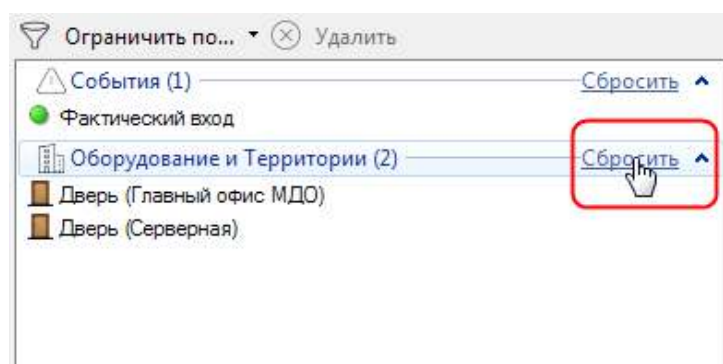 Ограничить по... Удалить
События (1) Сбросить
Фактический вход
Оборудование и Территории (2) Сбросить
Дверь (Главный офис МДО)
Дверь (Серверная)